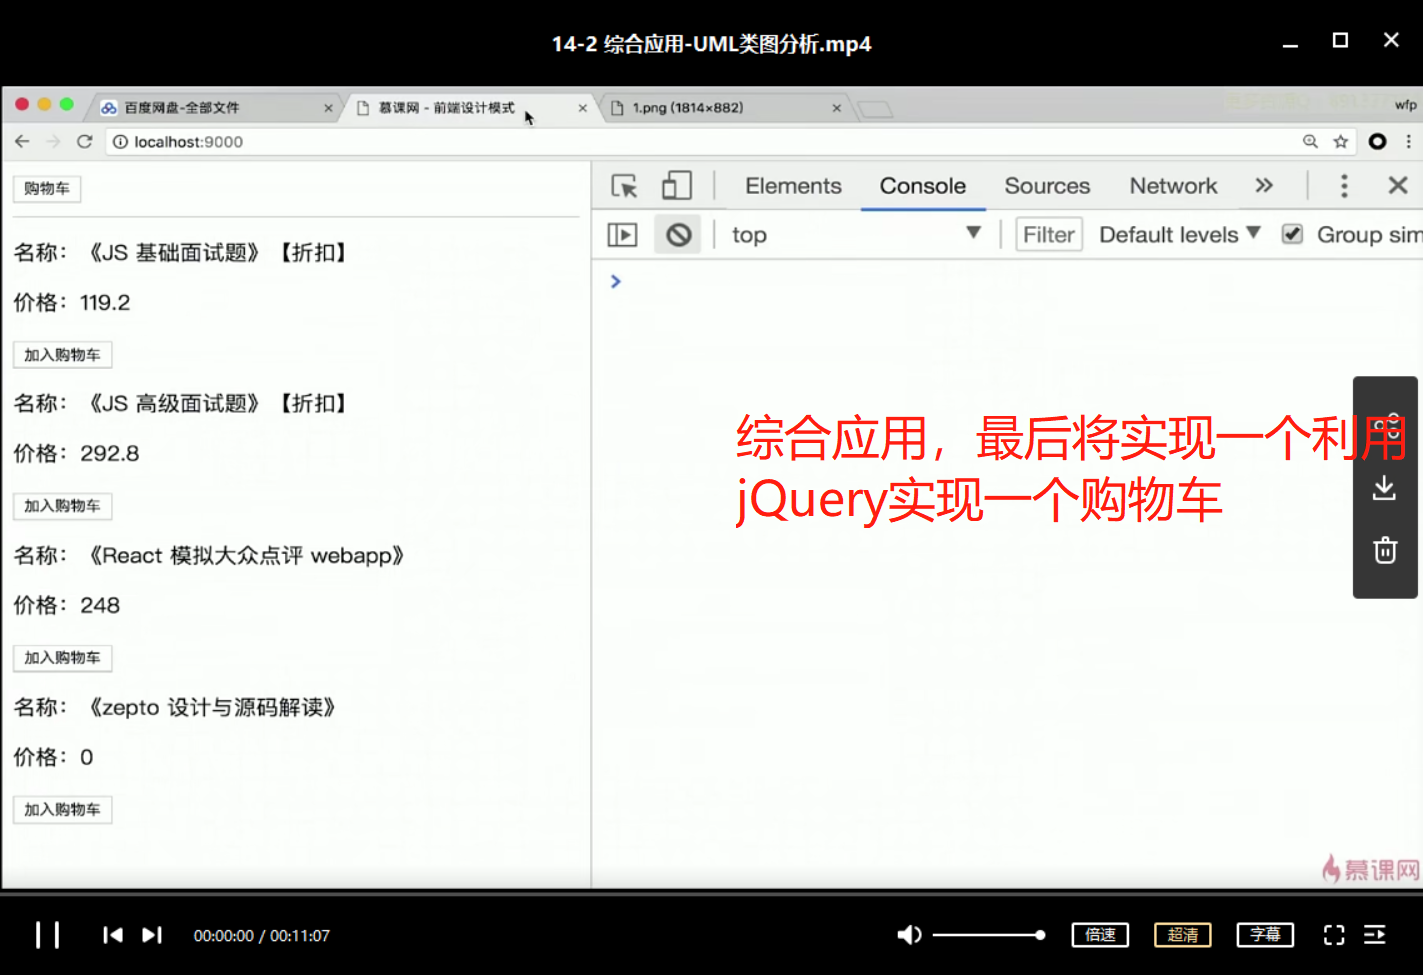 14-2 综合应用-UML类图分析.mp4
百度网盘-全部文件
慕课网 - 前端设计模式
1.png (1814×882)
wfp
localhost:9000
购物车
Elements
Console
Sources
Network
top
Filter
Default levels
Group sim
名称：《JS 基础面试题》【折扣】
价格：119.2
加入购物车
名称：《JS 高级面试题》【折扣】
价格：292.8
加入购物车
名称：《React 模拟大众点评 webapp》
价格：248
加入购物车
名称：《zepto 设计与源码解读》
价格：0
加入购物车
综合应用，最后将实现一个利用
jQuery实现一个购物车
慕课网
00:00:00 / 00:11:07
倍速
超清
字幕